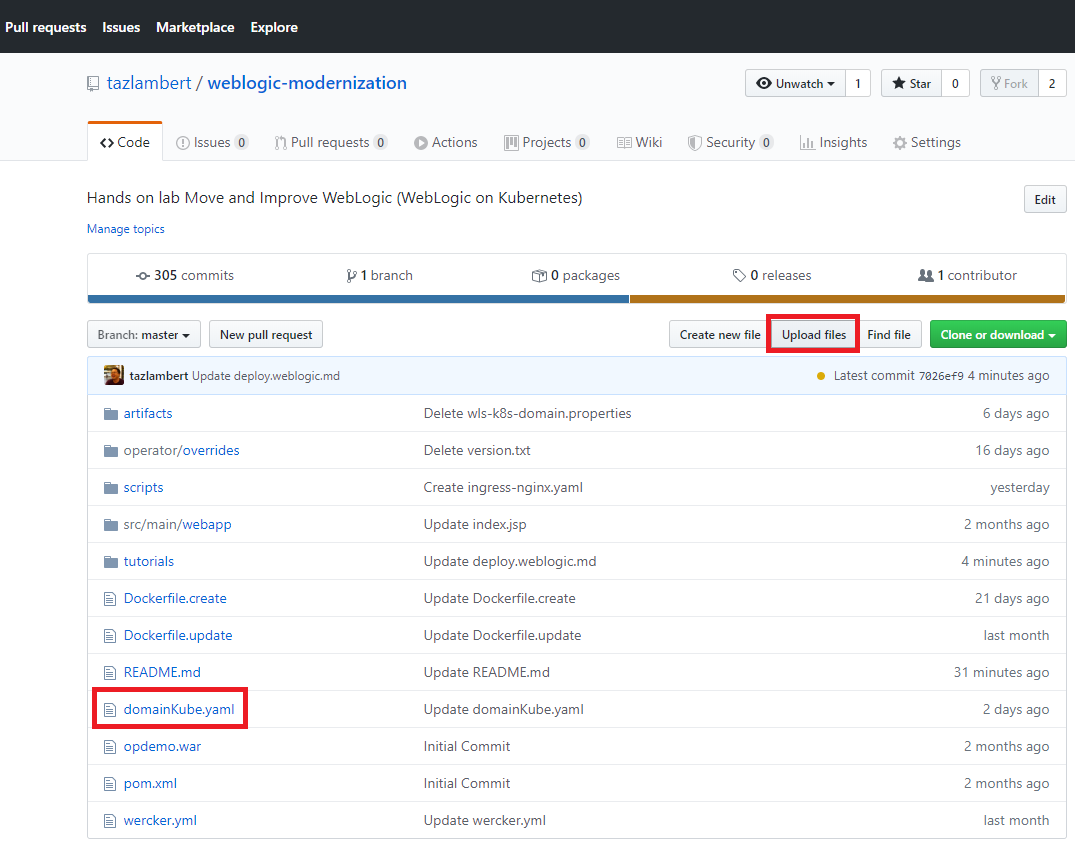 Pull requests Issues Marketplace Explore
tazlambert / weblogic-modernization Unwatch 1 Star 0 Fork 2
Code Issues 0 Pull requests 0 Actions Projects 0 Wiki Security 0 Insights Settings
Hands on lab Move and Improve WebLogic (WebLogic on Kubernetes) Edit
Manage topics
305 commits 1 branch 0 packages 0 releases 1 contributor
Branch: master New pull request Create new file Upload files Find file Clone or download
tazlambert Update deploy.weblogic.md Latest commit 7026ef9 4 minutes ago
artifacts Delete wls-k8s-domain.properties 6 days ago
operator/overrides Delete version.txt 16 days ago
scripts Create ingress-nginx.yaml yesterday
src/main/webapp Update index.jsp 2 months ago
tutorials Update deploy.weblogic.md 4 minutes ago
Dockerfile.create Update Dockerfile.create 21 days ago
Dockerfile.update Update Dockerfile.update last month
README.md Update README.md 31 minutes ago
domainKube.yaml Update domainKube.yaml 2 days ago
opdemo.war Initial Commit 2 months ago
pom.xml Initial Commit 2 months ago
wercker.yml Update wercker.yml last month